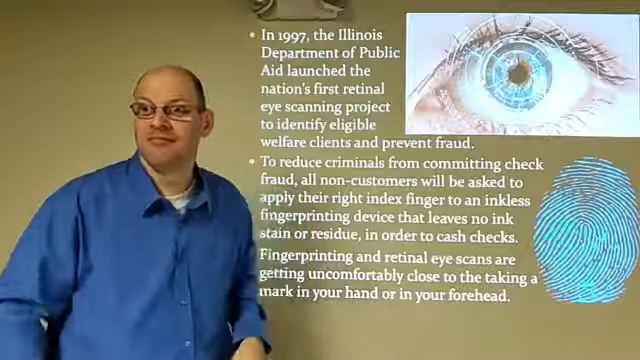 • In 1997, the Illinois
Department of Public
Aid launched the
nation's first retinal
eye scanning project
to identify eligible
welfare clients and prevent fraud.
• To reduce criminals from committing check
fraud, all non-customers will be asked to
apply their right index finger to an inkless
fingerprinting device that leaves no ink
stain or residue, in order to cash checks.
Fingerprinting and retinal eye scans are
getting uncomfortably close to the taking a
mark in your hand or in your forehead.